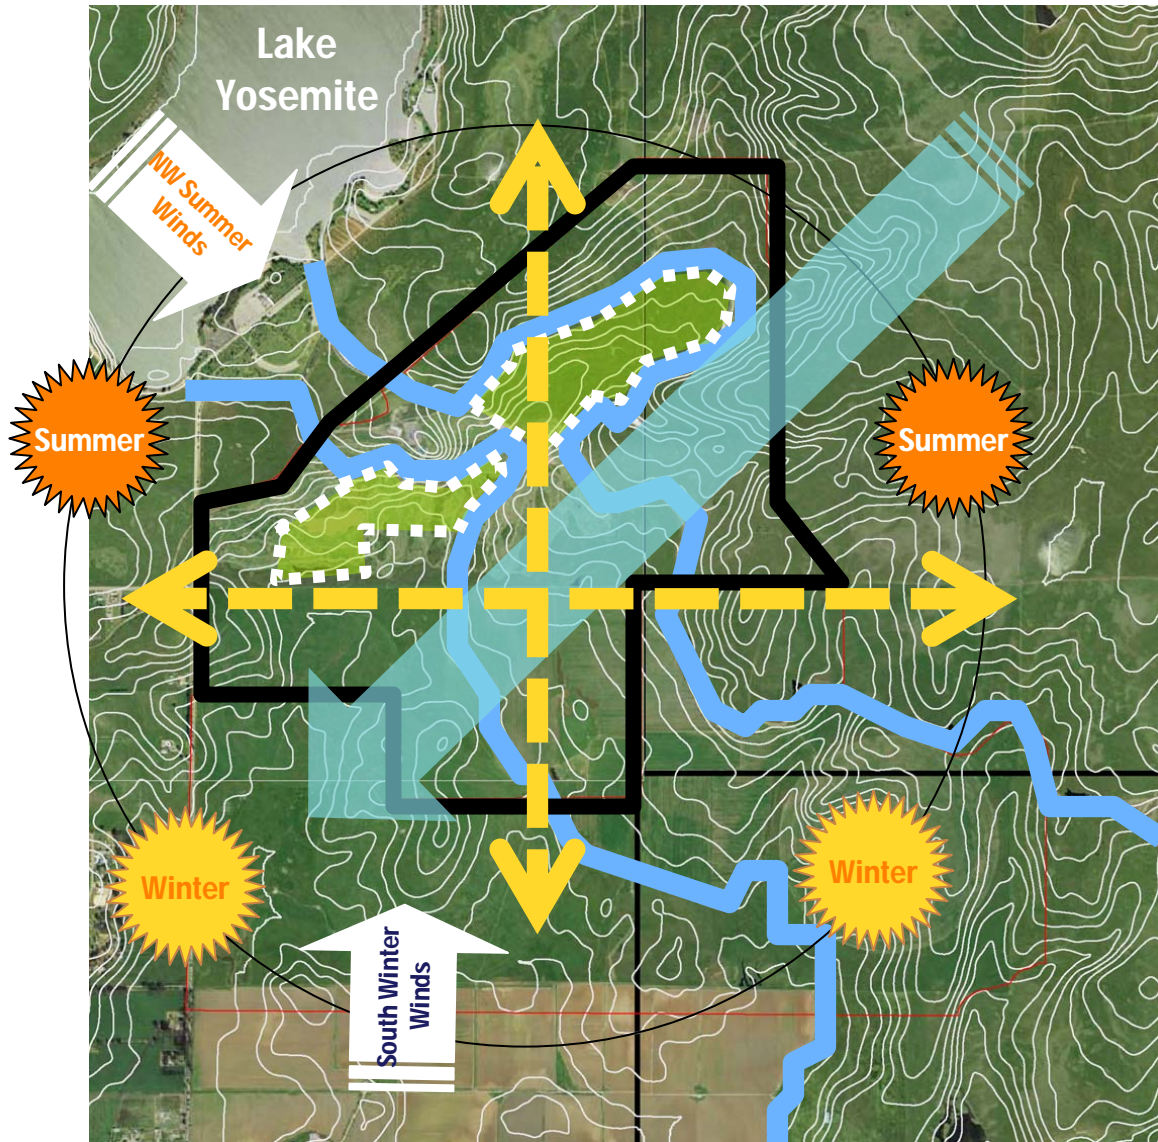 Lake
Yosemite
NW Summer
Winds
Summer
Summer
Winter
Winter
South Winter
Winds